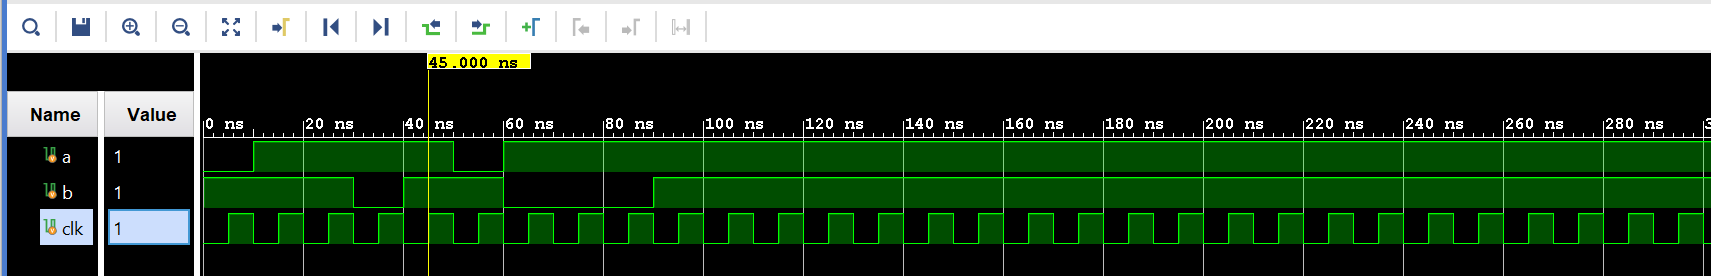 45.000 ns
Name Value
0 ns 20 ns 40 ns 60 ns 80 ns 100 ns 120 ns 140 ns 160 ns 180 ns 200 ns 220 ns 240 ns 260 ns 280 ns
a 1
b 1
clk 1